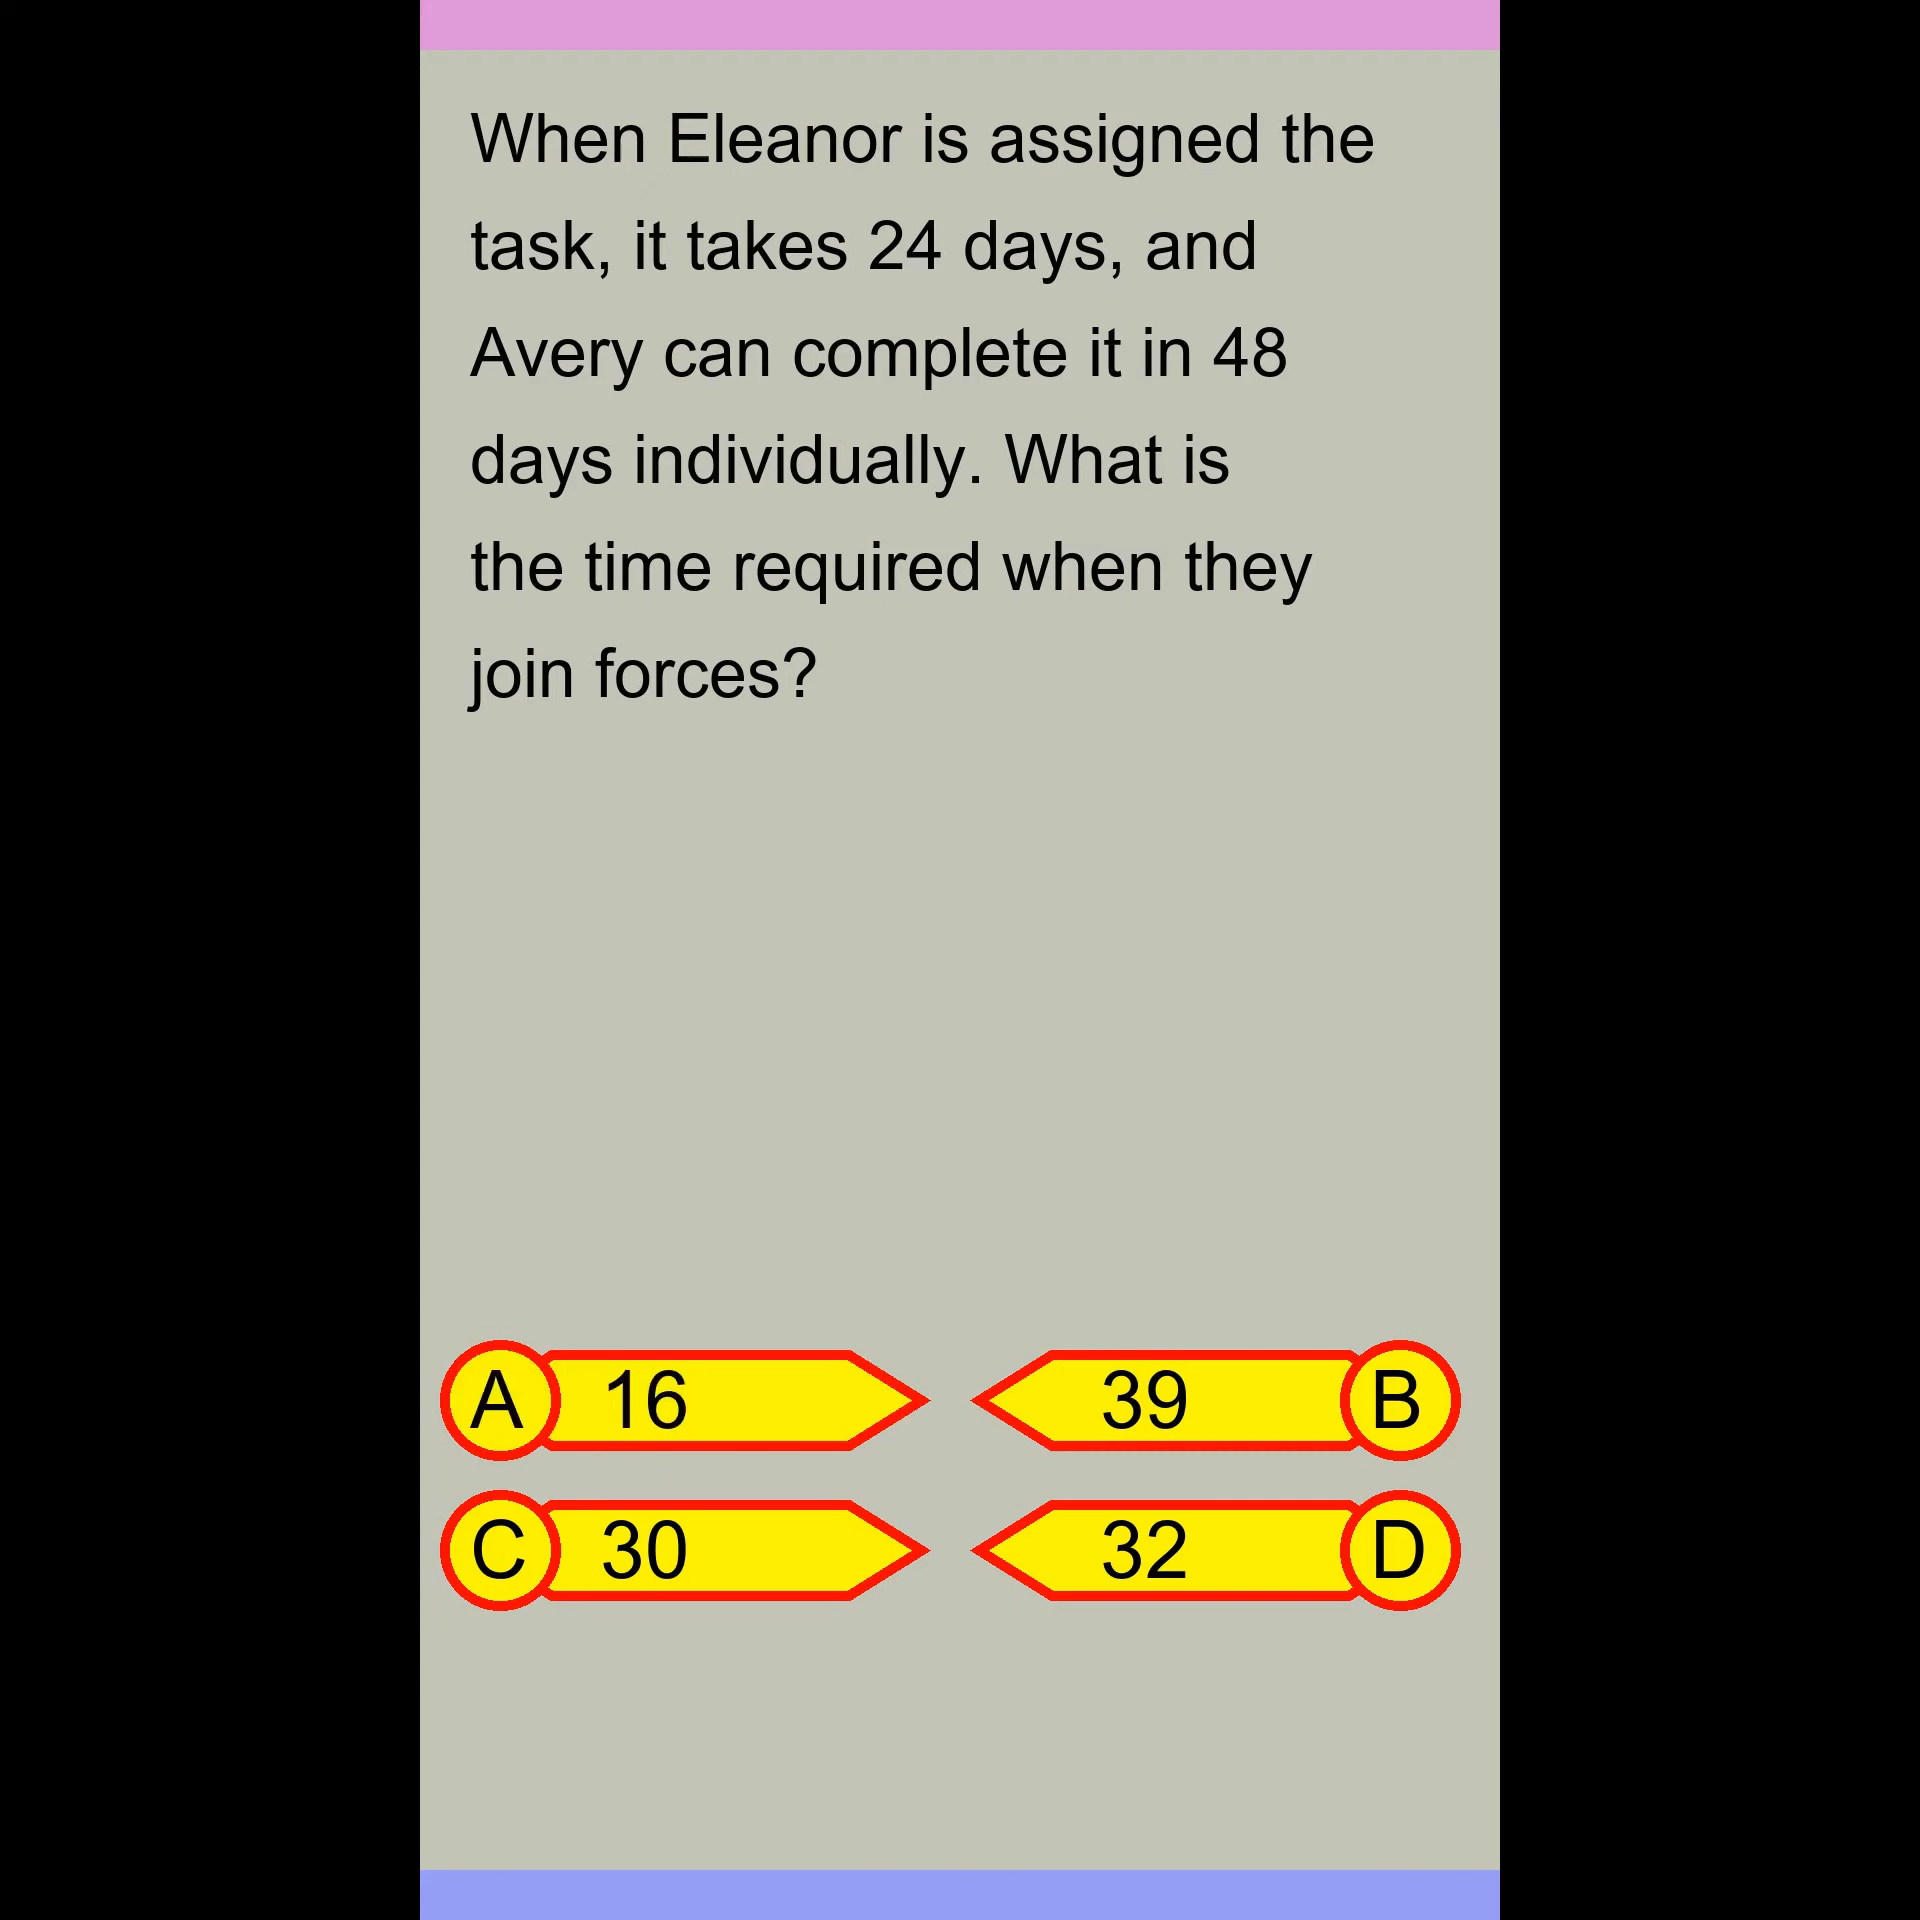 When Eleanor is assigned the
task, it takes 24 days, and
Avery can complete it in 48
days individually. What is
the time required when they
join forces?
A 16
39 B
C 30
32 D